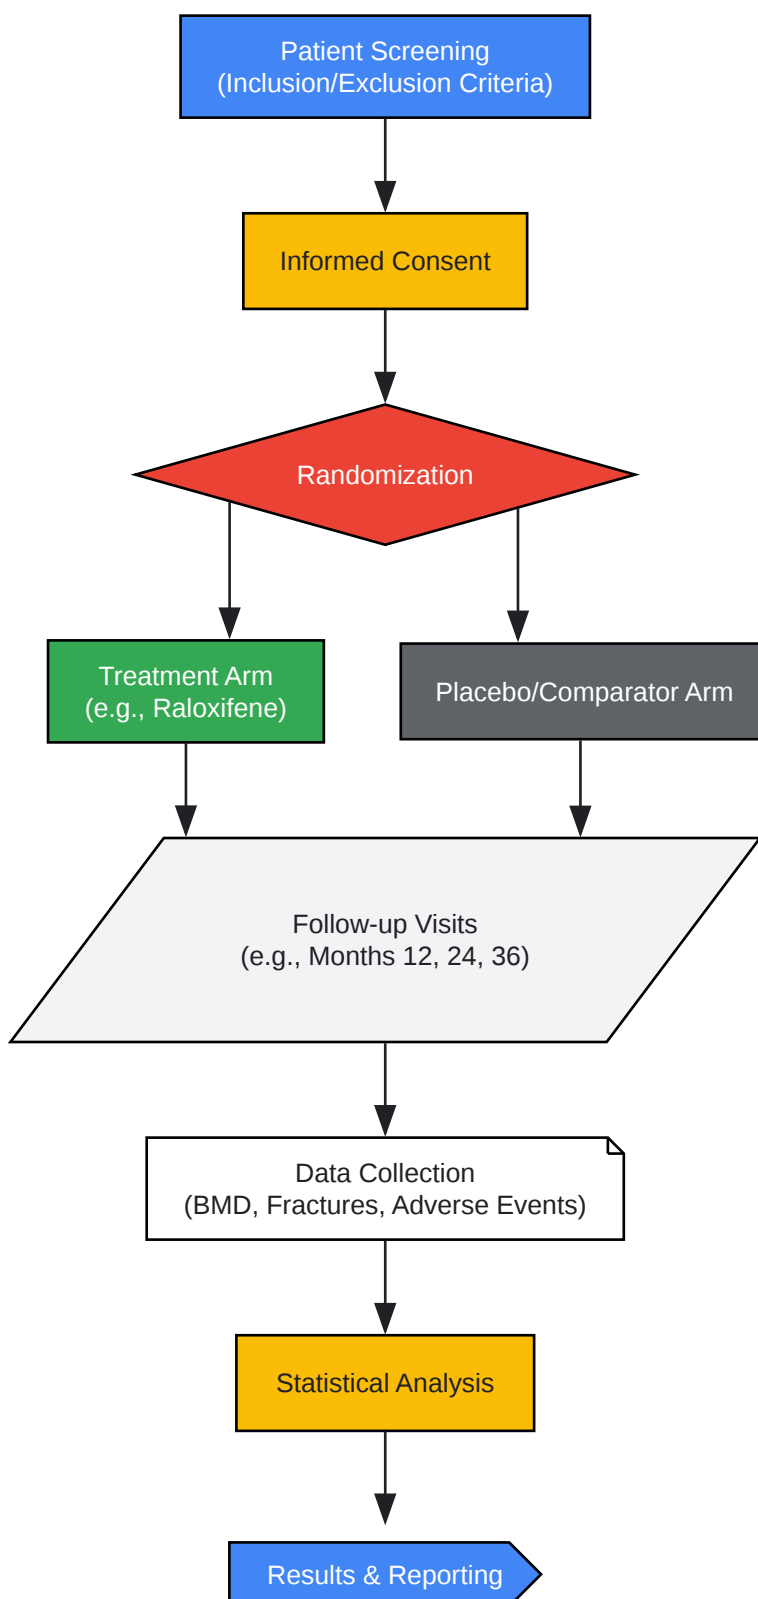 Patient Screening
(Inclusion/Exclusion Criteria)
Informed Consent
Randomization
Treatment Arm
(e.g., Raloxifene)
Placebo/Comparator Arm
Follow-up Visits
(e.g., Months 12, 24, 36)
Data Collection
(BMD, Fractures, Adverse Events)
Statistical Analysis
Results & Reporting